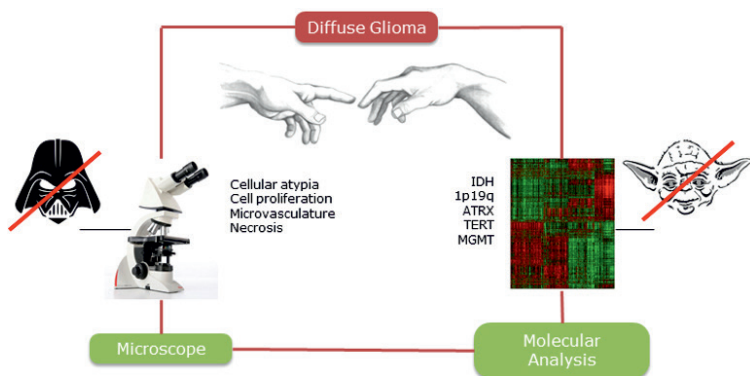 Diffuse Glioma
Cellular atypia
Cell proliferation
Microvasculature
Necrosis
IDH
1p19q
ATRX
TERT
MGMT
Microscope
Molecular
Analysis